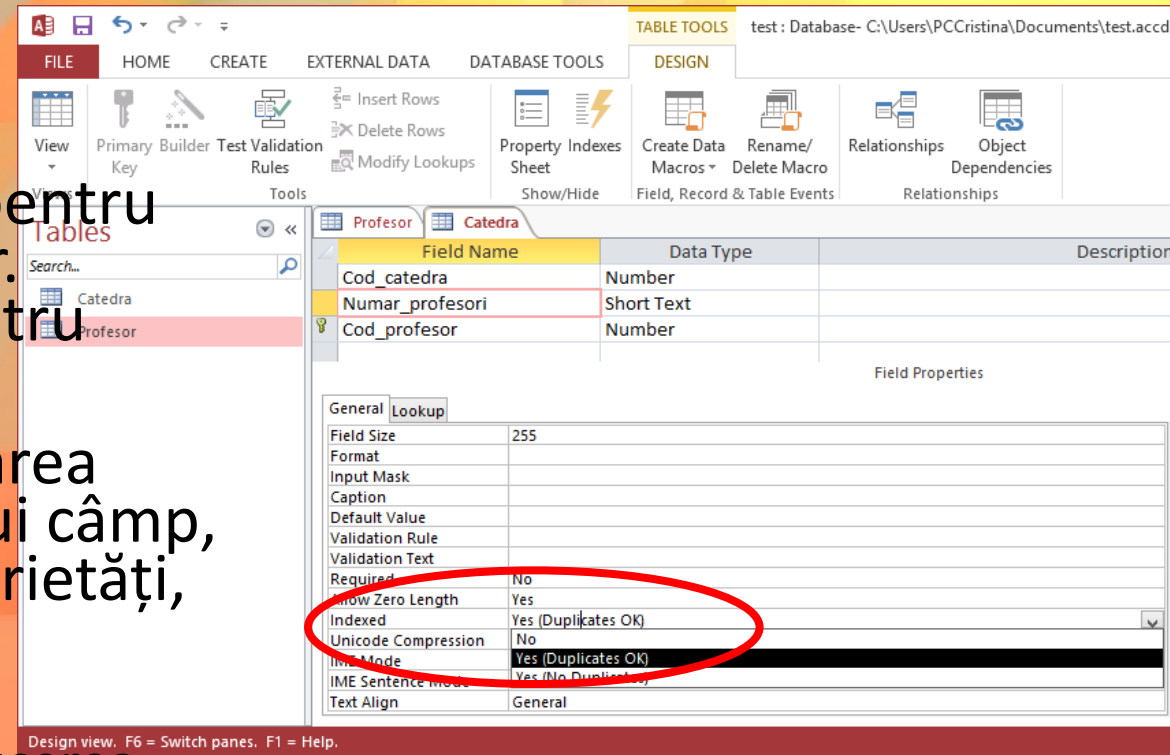 TABLE TOOLS test : Database- C:\Users\PCCristina\Documents\test.accd
FILE HOME CREATE EXTERNAL DATA DATABASE TOOLS DESIGN
View
Primary Key
Builder
Test Validation Rules
Insert Rows
Delete Rows
Modify Lookups
Property Sheet
Indexes
Create Data Macros
Rename/ Delete Macro
Relationships
Object Dependencies
Views Tools Show/Hide Field, Record & Table Events Relationships
pentru
r.
tru
area
ui câmp,
rietăți,
Tables
Search...
Catedra
Profesor
Profesor Catedra
Field Name Data Type Description
Cod_catedra Number
Numar_profesori Short Text
Cod_profesor Number
Field Properties
General Lookup
Field Size 255
Format
Input Mask
Caption
Default Value
Validation Rule
Validation Text
Required No
Allow Zero Length Yes
Indexed Yes (Duplicates OK)
Unicode Compression No
IME Mode Yes (Duplicates OK)
IME Sentence Mode Yes (No Duplicates)
Text Align General
Design view. F6 = Switch panes. F1 = Help.